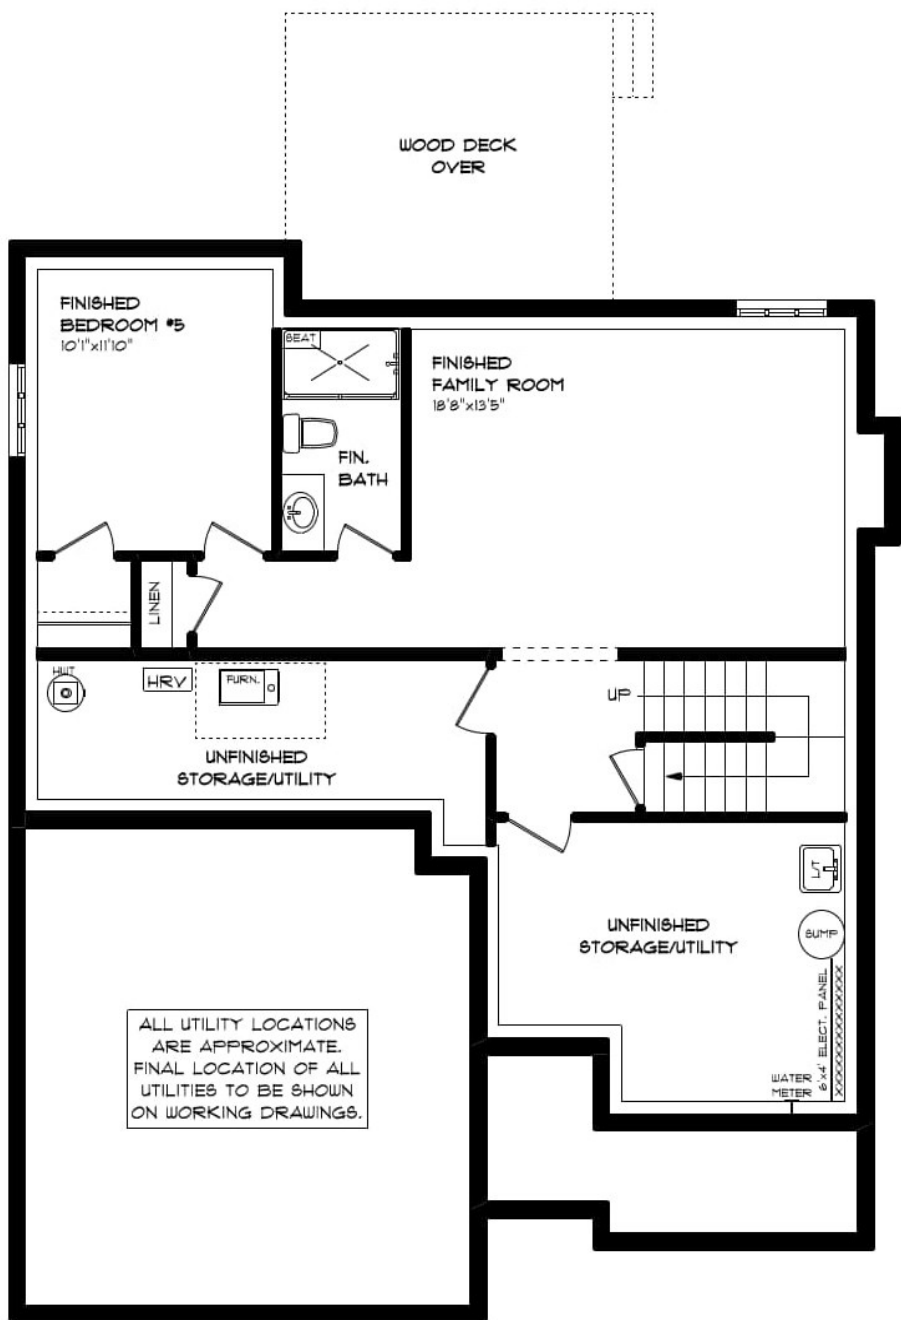 WOOD DECK
OVER
FINISHED
BEDROOM #5
10'1"x11'10"
SEAT
FINISHED
FAMILY ROOM
18'8"x13'5"
FIN.
BATH
LINEN
HWT
HRV
FURN.
UP
UNFINISHED
STORAGE/UTILITY
L/T
UNFINISHED
STORAGE/UTILITY
SUMP
6'x4' ELECT. PANEL
WATER
METER
ALL UTILITY LOCATIONS
ARE APPROXIMATE.
FINAL LOCATION OF ALL
UTILITIES TO BE SHOWN
ON WORKING DRAWINGS.